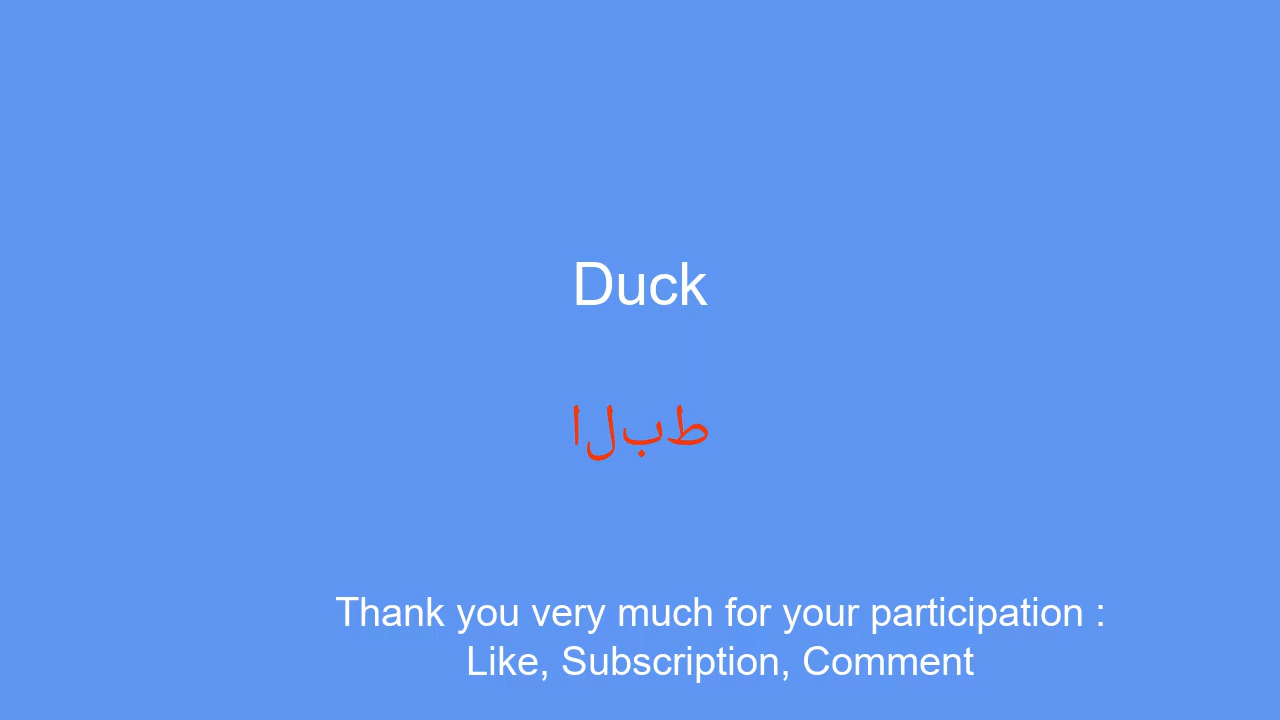 Duck
البط
Thank you very much for your participation :
Like, Subscription, Comment